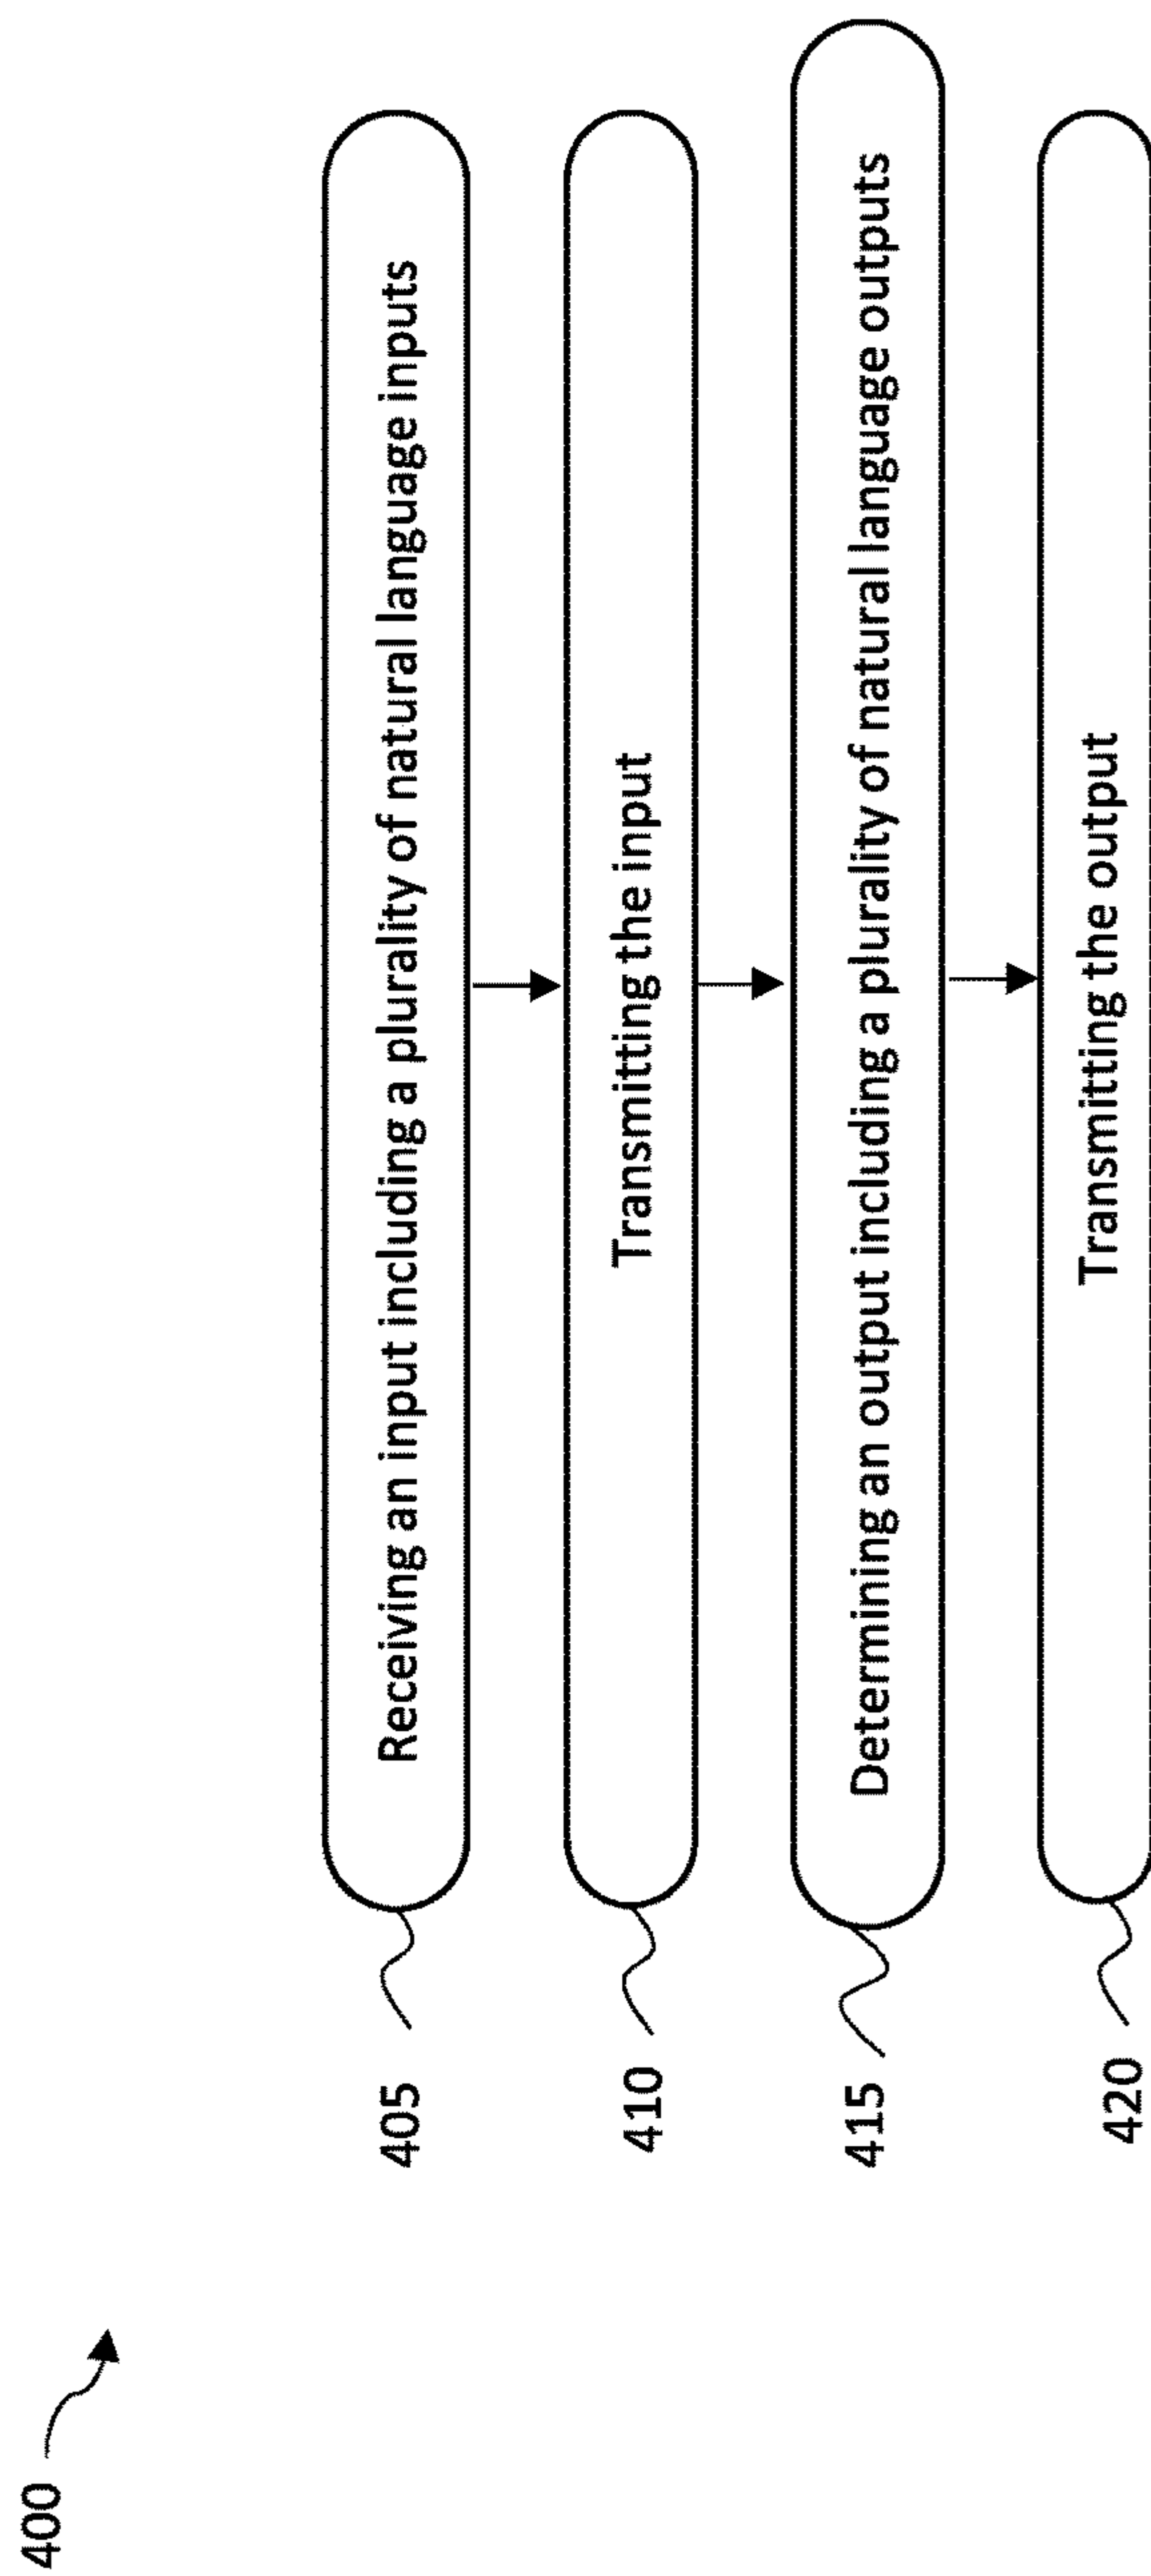 400
405
Receiving an input including a plurality of natural language inputs
410
Transmitting the input
415
Determining an output including a plurality of natural language outputs
420
Transmitting the output